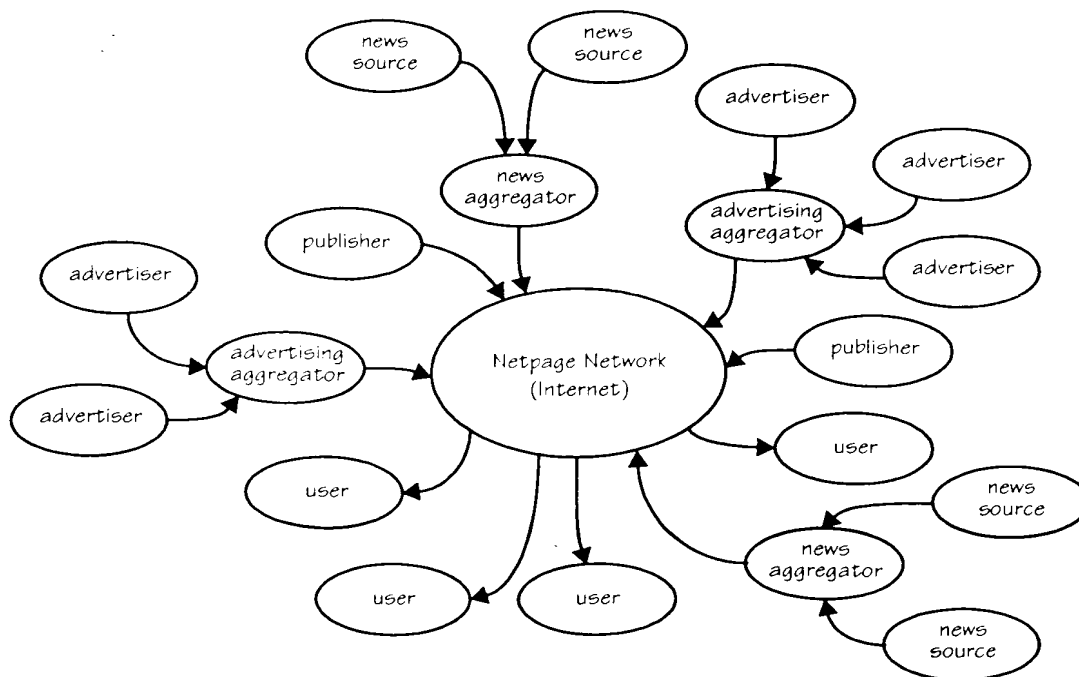 news
source
news
source
advertiser
news
aggregator
advertiser
advertising
aggregator
publisher
advertiser
advertiser
advertising
aggregator
Netpage Network
(Internet)
publisher
advertiser
user
user
news
source
news
aggregator
user
user
news
source